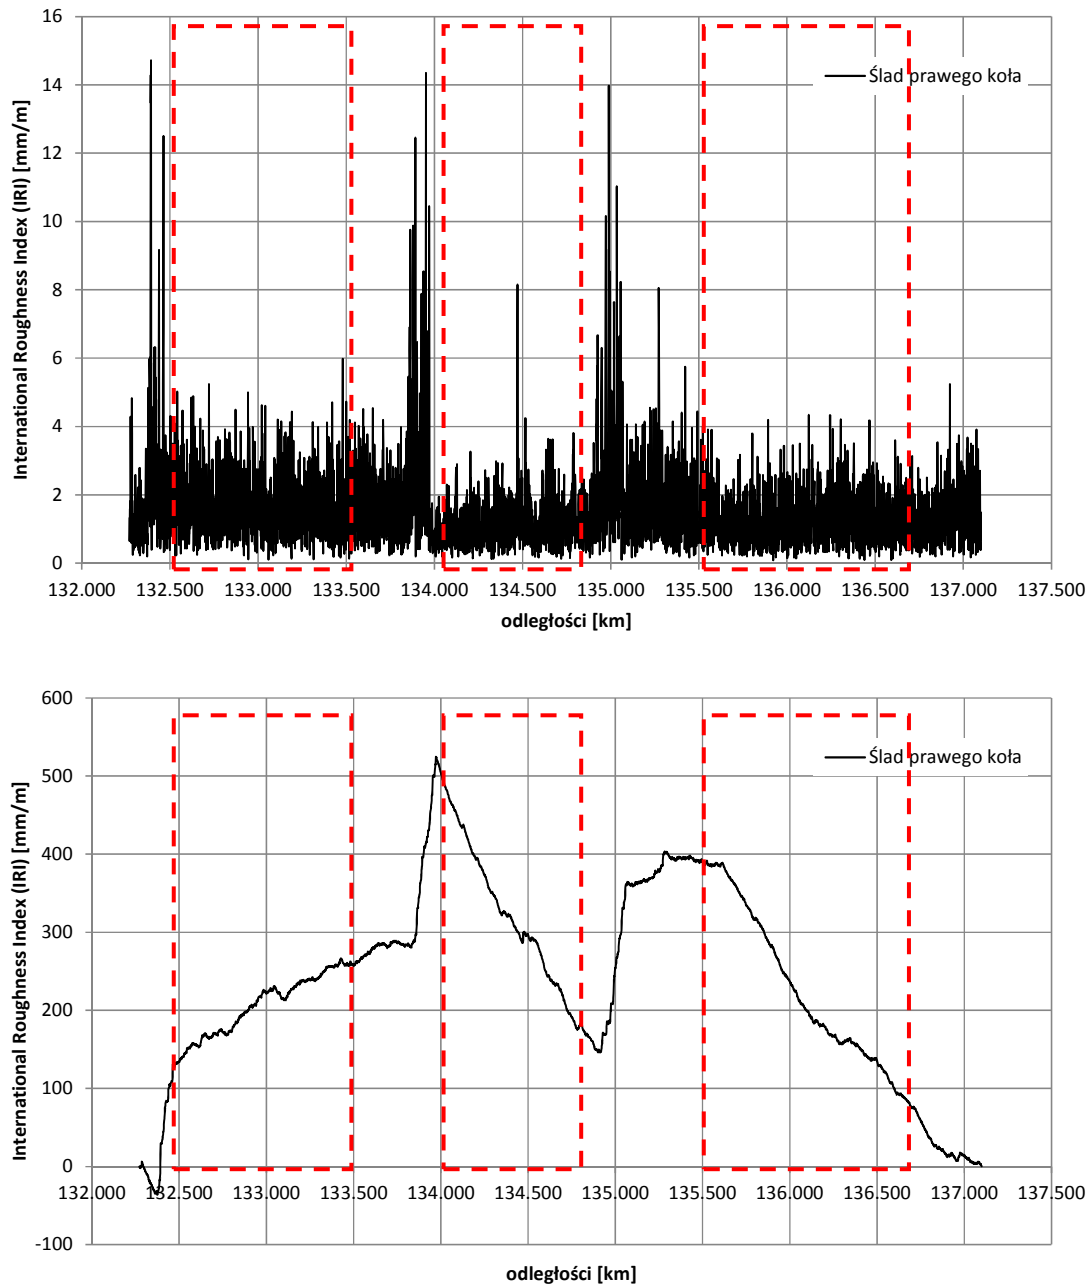 International Roughness Index (IRI) [mm/m]
16
14
12
10
8
6
4
2
0
Ślad prawego koła
132.000 132.500 133.000 133.500 134.000 134.500 135.000 135.500 136.000 136.500 137.000 137.500
odległości [km]
International Roughness Index (IRI) [mm/m]
600
500
400
300
200
100
0
-100
Ślad prawego koła
132.000 132.500 133.000 133.500 134.000 134.500 135.000 135.500 136.000 136.500 137.000 137.500
odległości [km]